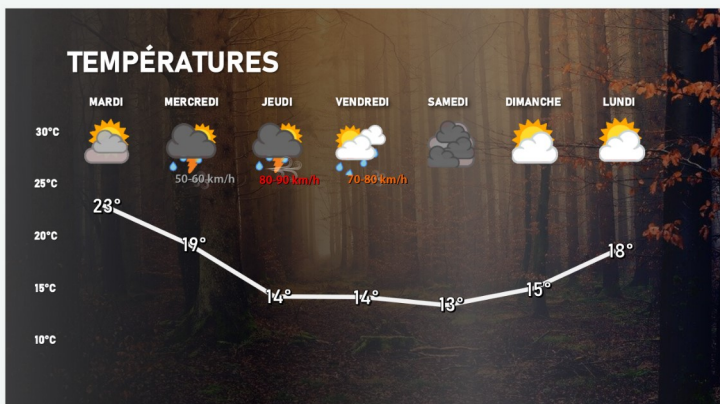 TEMPÉRATURES
MARDI MERCREDI JEUDI VENDREDI SAMEDI DIMANCHE LUNDI
30°C
50-60 km/h 80-90 km/h 70-80 km/h
25°C
23°
20°C
19°
18°
15°C
14° 14° 13° 15°
10°C